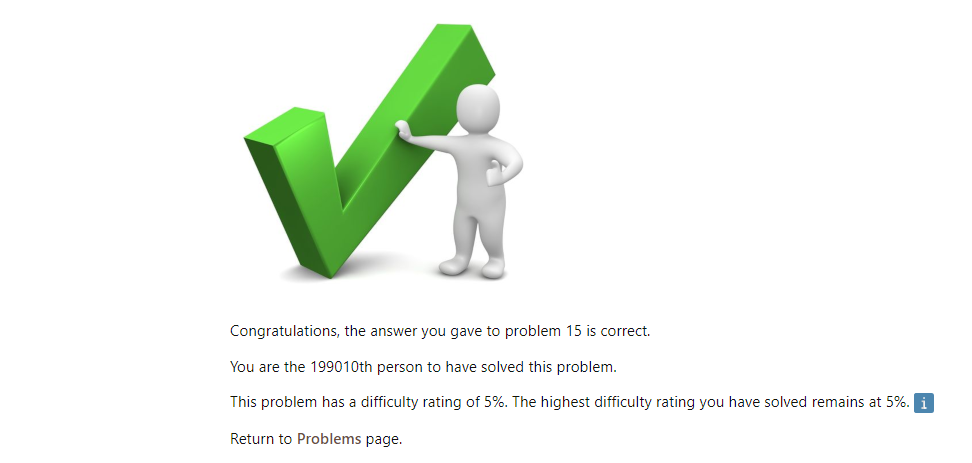 Congratulations, the answer you gave to problem 15 is correct.
You are the 199010th person to have solved this problem.
This problem has a difficulty rating of 5%. The highest difficulty rating you have solved remains at 5%. i
Return to Problems page.